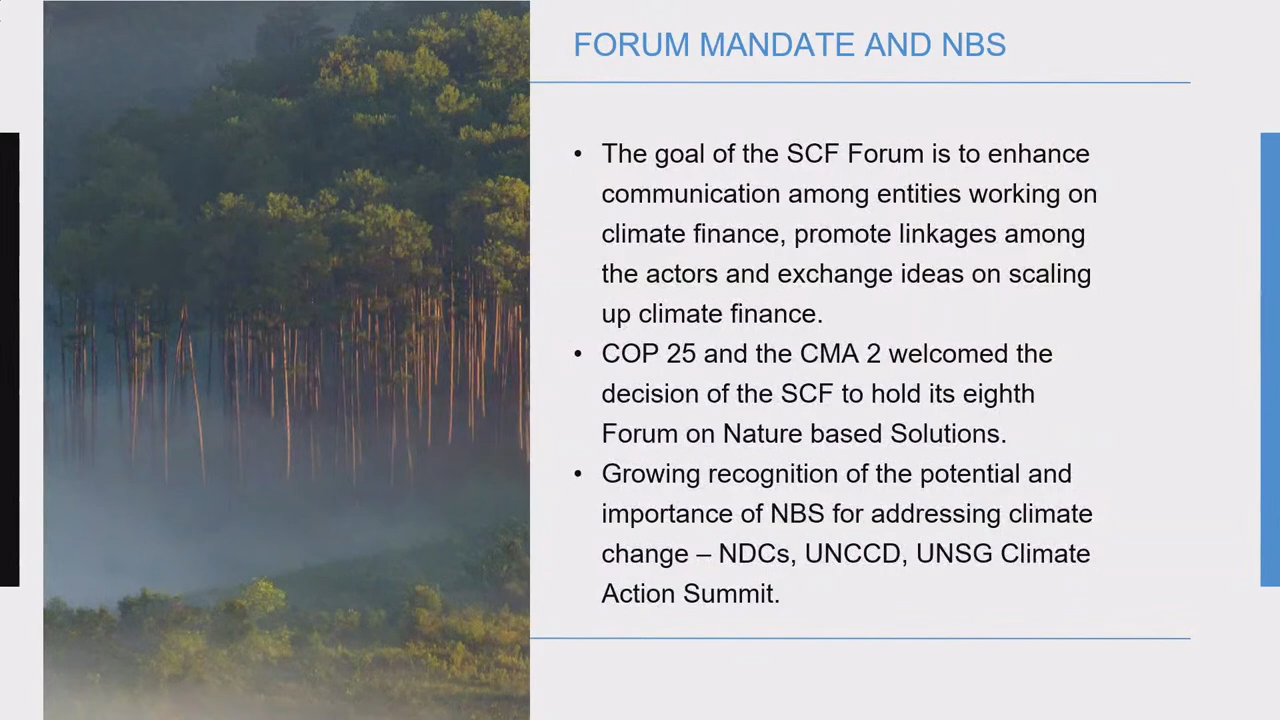 FORUM MANDATE AND NBS
• The goal of the SCF Forum is to enhance
communication among entities working on
climate finance, promote linkages among
the actors and exchange ideas on scaling
up climate finance.
• COP 25 and the CMA 2 welcomed the
decision of the SCF to hold its eighth
Forum on Nature based Solutions.
• Growing recognition of the potential and
importance of NBS for addressing climate
change – NDCs, UNCCD, UNSG Climate
Action Summit.